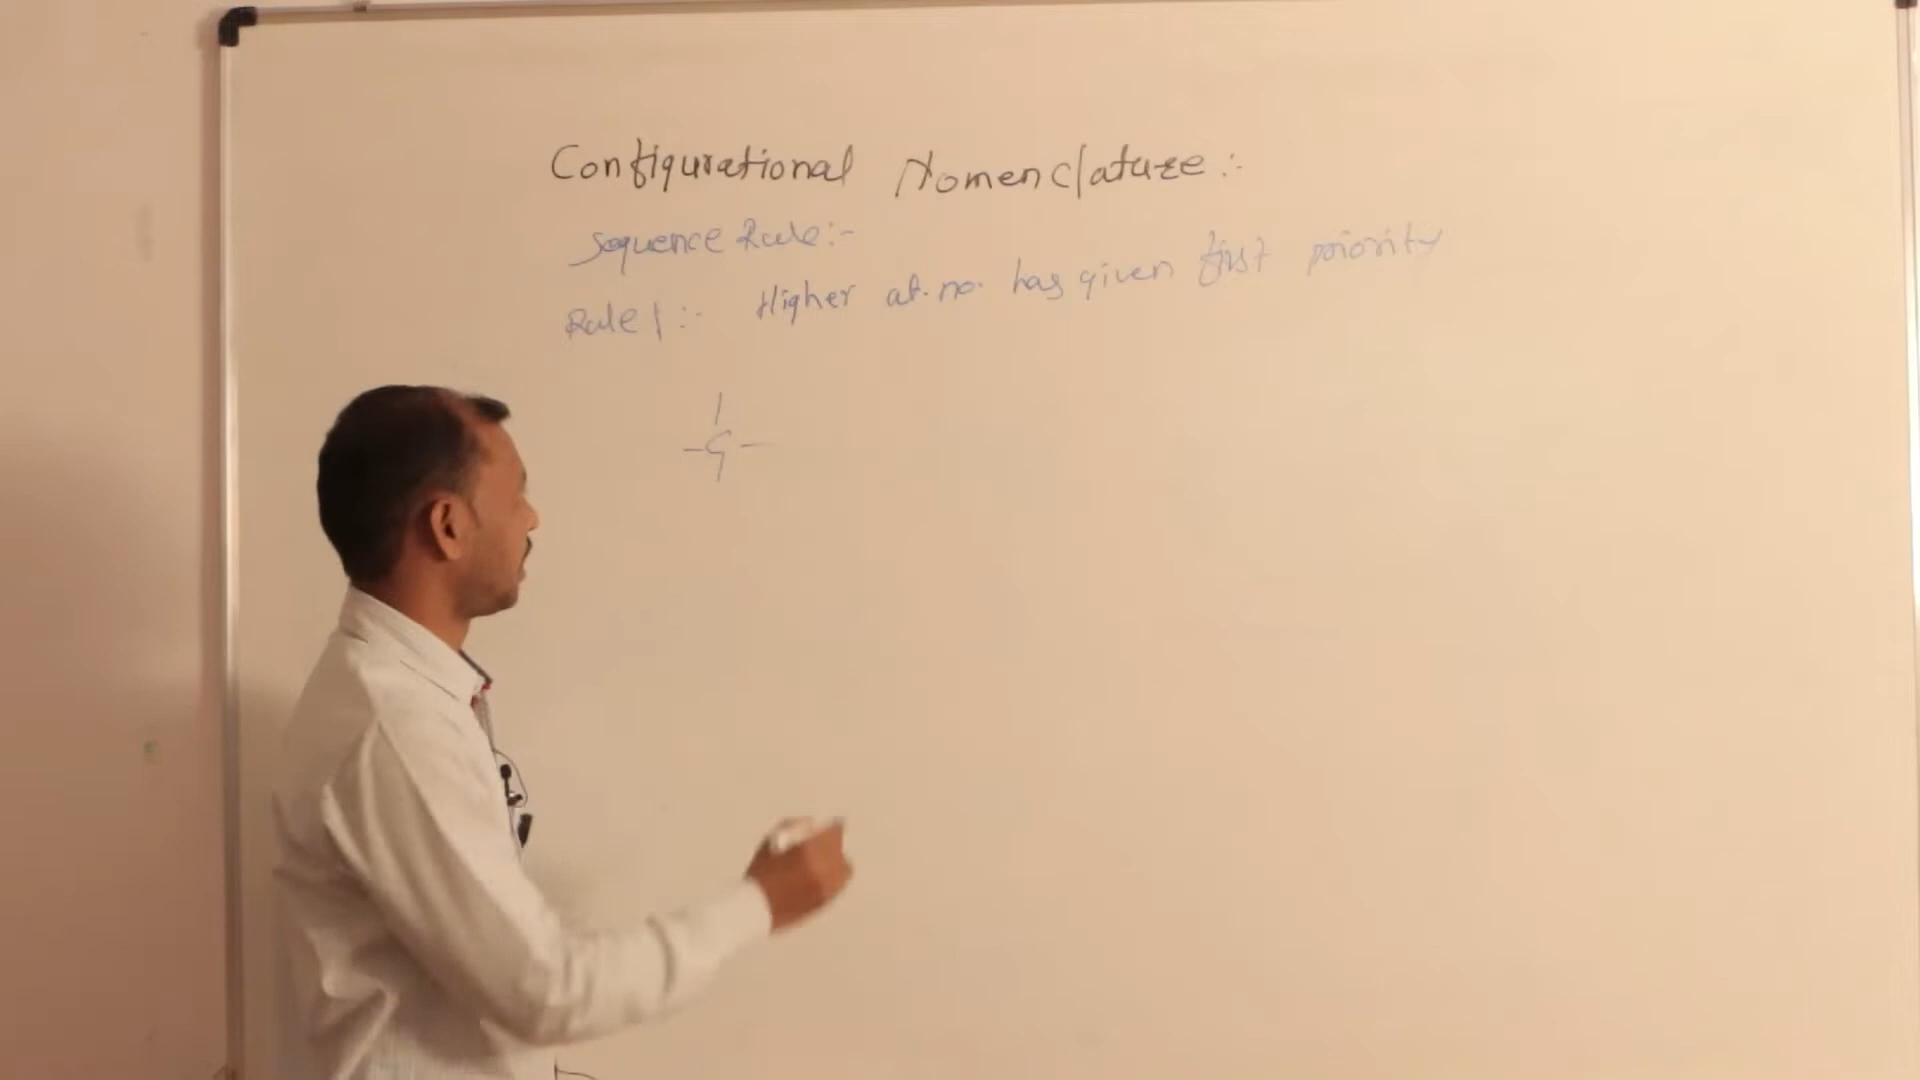 Configurational Nomenclature :-
Sequence Rule :-
Rule 1 :- Higher at. no. has given first priority
-C-